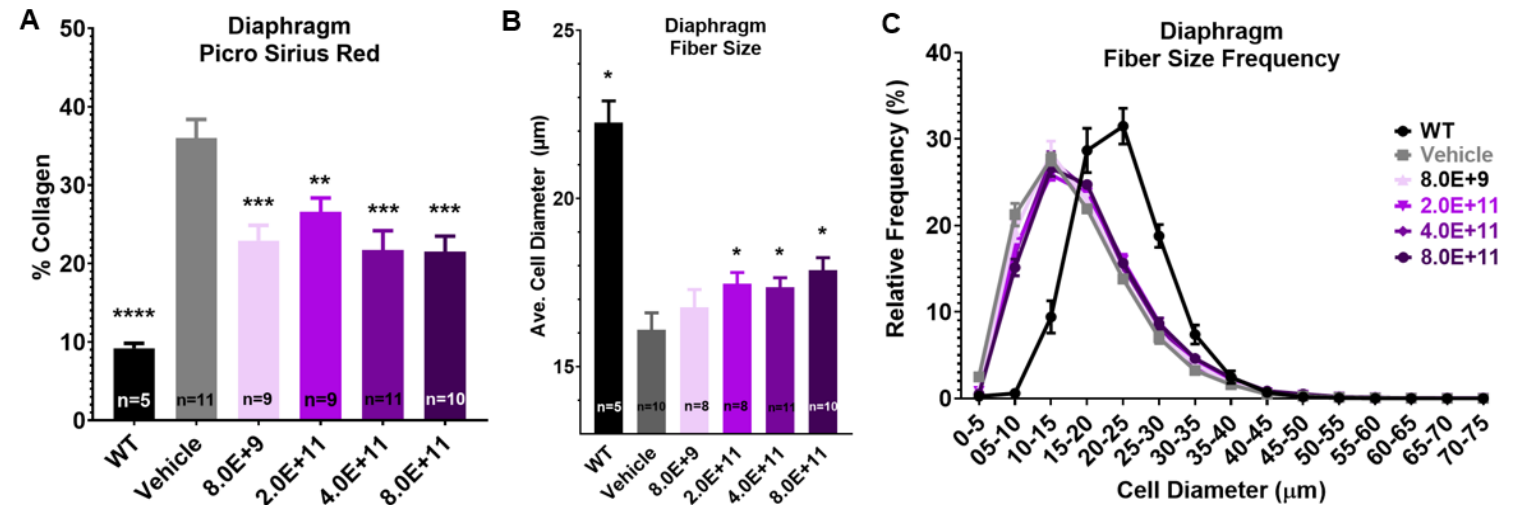 A
Diaphragm
Picro Sirius Red
% Collagen
50
40
30
20
10
0
****
***
**
***
***
n=5
n=11
n=9
n=9
n=11
n=10
WT
Vehicle
8.0E+9
2.0E+11
4.0E+11
8.0E+11
B
Diaphragm
Fiber Size
Ave. Cell Diameter (μm)
25
20
15
*
*
*
*
n=5
n=10
n=8
n=8
n=11
n=10
WT
Vehicle
8.0E+9
2.0E+11
4.0E+11
8.0E+11
C
Diaphragm
Fiber Size Frequency
Relative Frequency (%)
40
30
20
10
0
WT
Vehicle
8.0E+9
2.0E+11
4.0E+11
8.0E+11
0-5
05-10
10-15
15-20
20-25
25-30
30-35
35-40
40-45
45-50
50-55
55-60
60-65
65-70
70-75
Cell Diameter (μm)